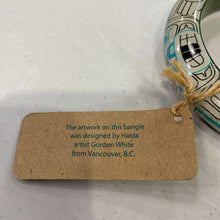 The artwork on this bangle
was designed by Haida
artist Gordon White
from Vancouver, B.C.